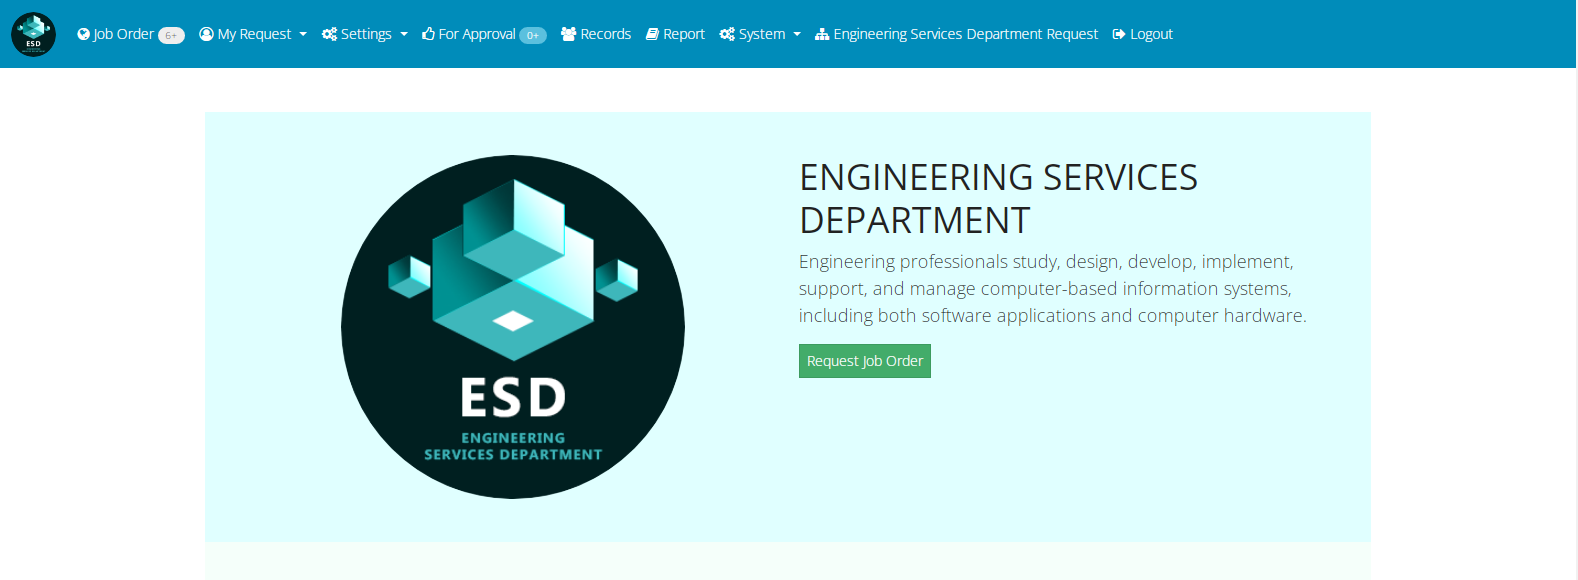 ESD Job Order 6+ My Request Settings For Approval 0+ Records Report System Engineering Services Department Request Logout
ENGINEERING SERVICES
DEPARTMENT
Engineering professionals study, design, develop, implement,
support, and manage computer-based information systems,
including both software applications and computer hardware.
Request Job Order
ESD
ENGINEERING
SERVICES DEPARTMENT